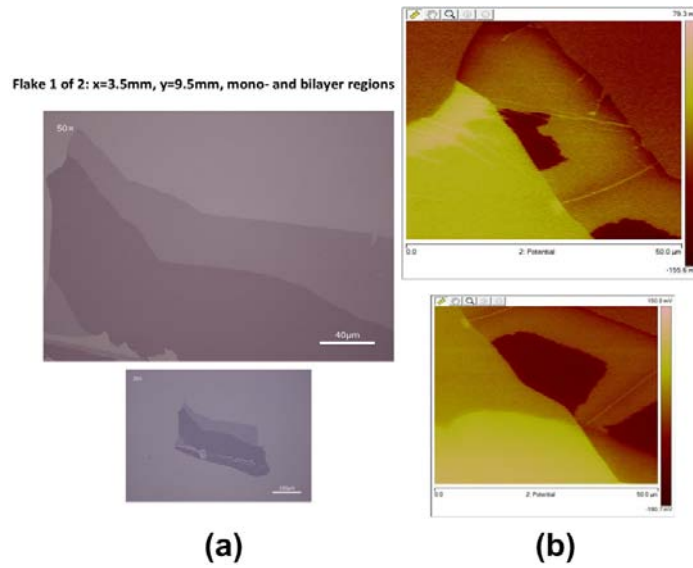 Flake 1 of 2: x=3.5mm, y=9.5mm, mono- and bilayer regions
50×
40µm
(a)
0.0
2: Potential
50.0 µm
0.0
2: Potential
50.0 µm
(b)